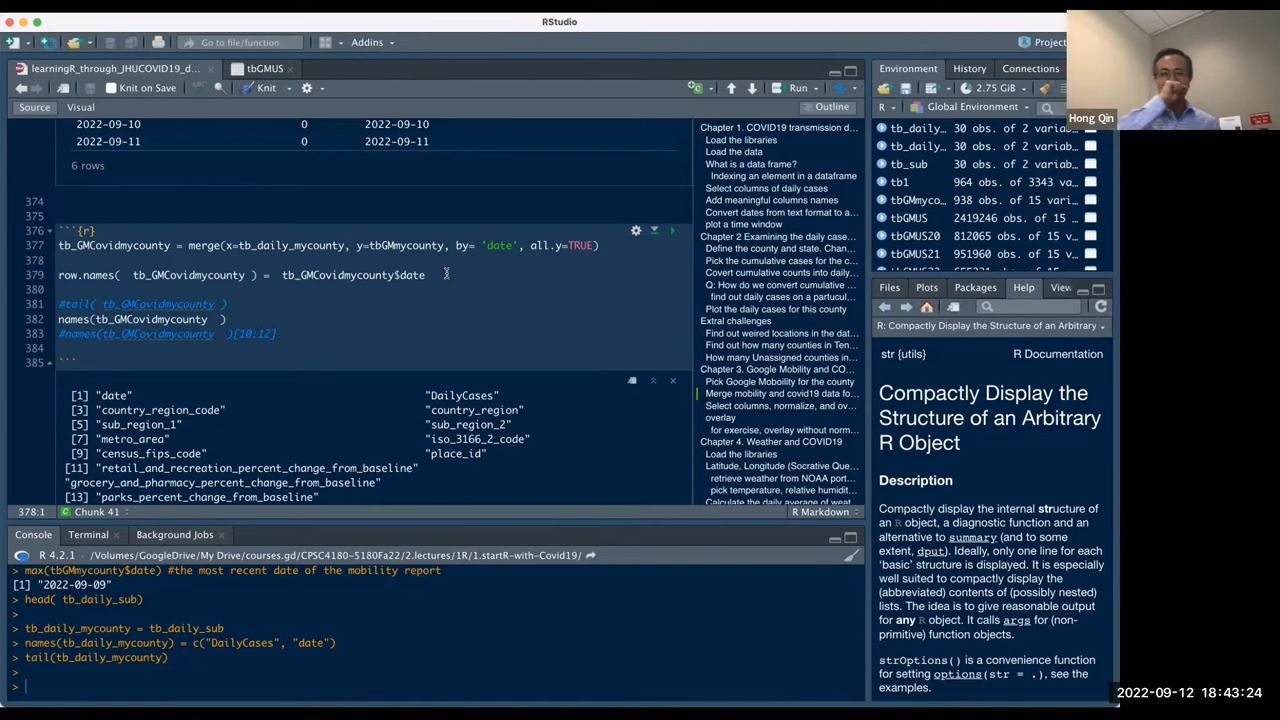 RStudio
Go to file/function
Addins
Project
learningR_through_JHUCOVID19_d...
tbGMUS
Knit on Save
Knit
Run
Source
Visual
Outline
2022-09-10 0 2022-09-10
2022-09-11 0 2022-09-11
6 rows
374
375
376 ```{r}
377 tb_GMCovidmycounty = merge(x=tb_daily_mycounty, y=tbGMmycounty, by= 'date', all.y=TRUE)
378
379 row.names( tb_GMCovidmycounty ) = tb_GMCovidmycounty$date
380
381 #tail( tb_GMCovidmycounty )
382 names(tb_GMCovidmycounty )
383 #names(tb_GMCovidmycounty )[10:12]
384
385 ```
[1] "date" "DailyCases"
[3] "country_region_code" "country_region"
[5] "sub_region_1" "sub_region_2"
[7] "metro_area" "iso_3166_2_code"
[9] "census_fips_code" "place_id"
[11] "retail_and_recreation_percent_change_from_baseline"
"grocery_and_pharmacy_percent_change_from_baseline"
[13] "parks_percent_change_from_baseline"
378:1 Chunk 41 R Markdown
Chapter 1. COVID19 transmission d...
Load the libraries
Load the data
What is a data frame?
Indexing an element in a dataframe
Select columns of daily cases
Add meaningful columns names
Convert dates from text format to a...
plot a time window
Chapter 2 Examining the daily case...
Define the county and state. Chan...
Pick the cumulative cases for the c...
Covert cumulative counts into daily...
Q: How do we convert cumulative ...
find out daily cases on a partucul...
Plot the daily cases for this county
Extral challenges
Find out weired locations in the dat...
Find out how many counties in Ten...
How many Unassigned counties in...
Chapter 3. Google Mobility and CO...
Pick Google Moboility for the county
Merge mobility and covid19 data fo...
Select columns, normalize, and ov...
overlay
for exercise, overlay without norm...
Chapter 4. Weather and COVID19
Load the libraries
Latitude, Longitude (Socrative Que...
retrieve weather from NOAA port...
pick temperature, relative humidit...
Calculate the daily average of weat...
Console
Terminal
Background Jobs
R 4.2.1 · /Volumes/GoogleDrive/My Drive/courses.gd/CPSC4180-5180Fa22/2.lectures/1R/1.startR-with-Covid19/
> max(tbGMmycounty$date) #the most recent date of the mobility report
[1] "2022-09-09"
> head( tb_daily_sub)
>
> tb_daily_mycounty = tb_daily_sub
> names(tb_daily_mycounty) = c("DailyCases", "date")
> tail(tb_daily_mycounty)
>
>
Environment
History
Connections
2.75 GiB
R
Global Environment
tb_daily... 30 obs. of 2 variab...
tb_daily... 30 obs. of 2 variab...
tb_sub 30 obs. of 2 variab...
tb1 964 obs. of 3343 var...
tbGMmyco... 938 obs. of 15 varia...
tbGMUS 2419246 obs. of 15 v...
tbGMUS20 812065 obs. of 15 va...
tbGMUS21 951960 obs. of 15 va...
Files
Plots
Packages
Help
View
R: Compactly Display the Structure of an Arbitrary
str {utils}
R Documentation
Compactly Display the
Structure of an Arbitrary
R Object
Description
Compactly display the internal structure of
an R object, a diagnostic function and an
alternative to summary (and to some
extent, dput). Ideally, only one line for each
'basic' structure is displayed. It is especially
well suited to compactly display the
(abbreviated) contents of (possibly nested)
lists. The idea is to give reasonable output
for any R object. It calls args for (non-
primitive) function objects.
strOptions() is a convenience function
for setting options(str = .), see the
examples.
Hong Qin
2022-09-12 18:43:24